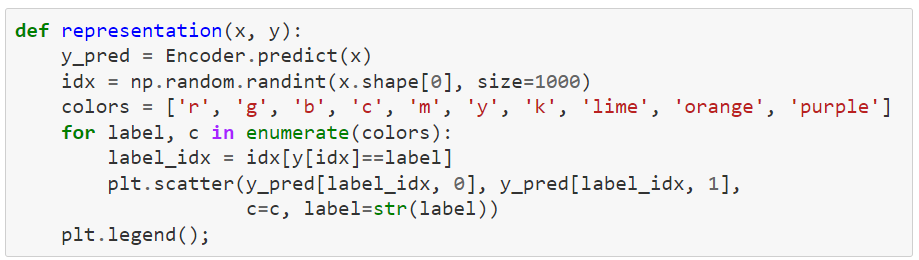 def representation(x, y):
    y_pred = Encoder.predict(x)
    idx = np.random.randint(x.shape[0], size=1000)
    colors = ['r', 'g', 'b', 'c', 'm', 'y', 'k', 'lime', 'orange', 'purple']
    for label, c in enumerate(colors):
        label_idx = idx[y[idx]==label]
        plt.scatter(y_pred[label_idx, 0], y_pred[label_idx, 1],
                    c=c, label=str(label))
    plt.legend();